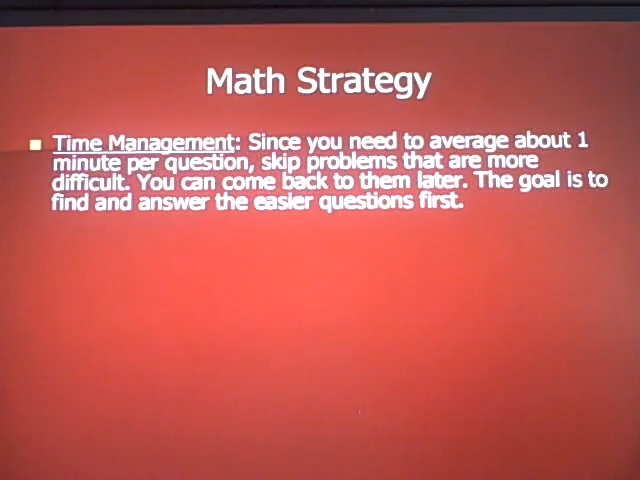 Math Strategy
Time Management: Since you need to average about 1
minute per question, skip problems that are more
difficult. You can come back to them later. The goal is to
find and answer the easier questions first.